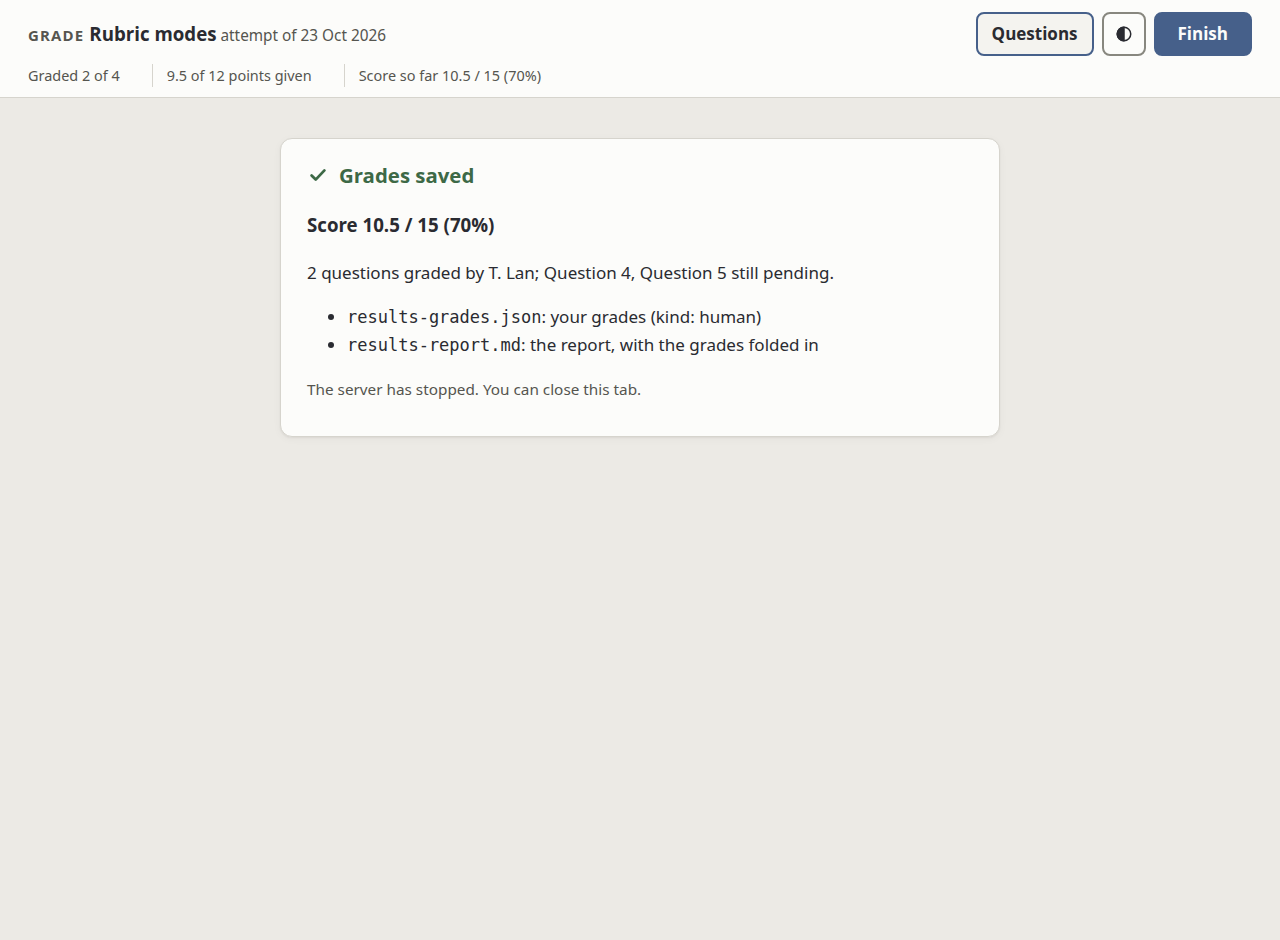 GRADE Rubric modes attempt of 23 Oct 2026
Questions
Finish
Graded 2 of 4
9.5 of 12 points given
Score so far 10.5 / 15 (70%)
Grades saved
Score 10.5 / 15 (70%)
2 questions graded by T. Lan; Question 4, Question 5 still pending.
results-grades.json: your grades (kind: human)
results-report.md: the report, with the grades folded in
The server has stopped. You can close this tab.